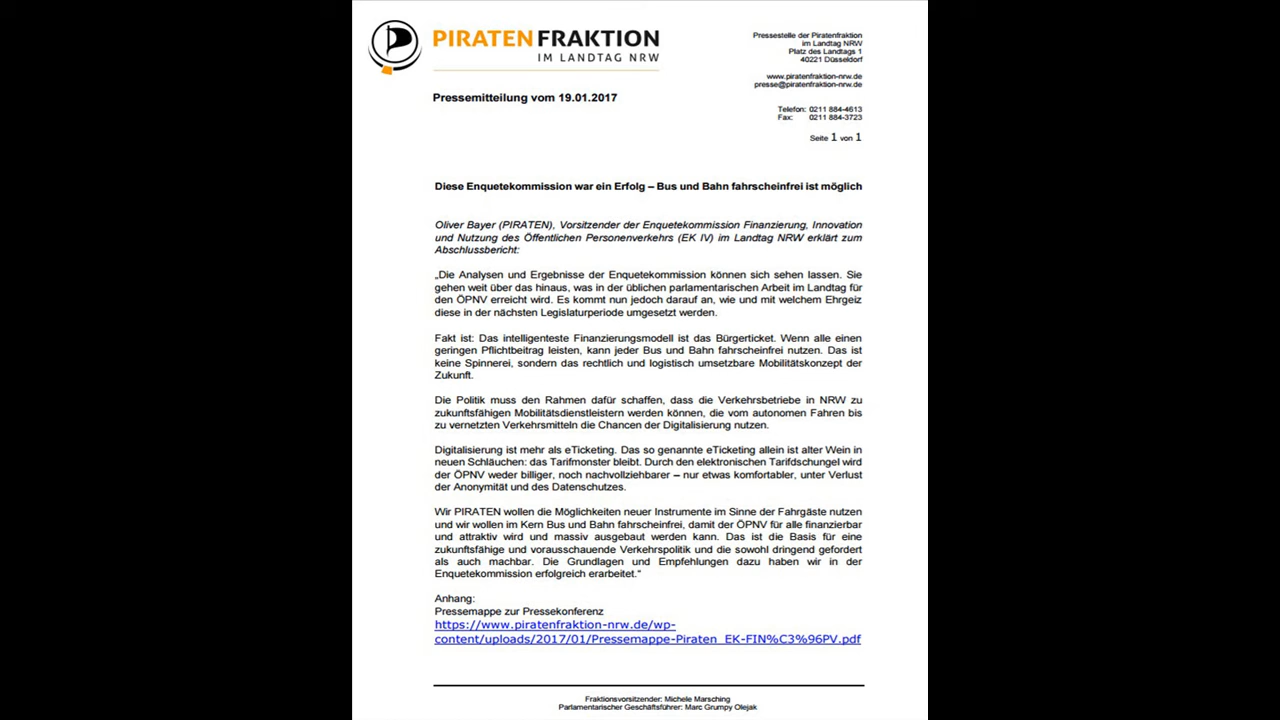 PIRATENFRAKTION
IM LANDTAG NRW
Pressestelle der Piratenfraktion
im Landtag NRW
Platz des Landtags 1
40221 Düsseldorf
www.piratenfraktion-nrw.de
presse@piratenfraktion-nrw.de
Pressemitteilung vom 19.01.2017
Telefon: 0211 884-4613
Fax: 0211 884-3723
Seite 1 von 1
Diese Enquetekommission war ein Erfolg – Bus und Bahn fahrscheinfrei ist möglich
Oliver Bayer (PIRATEN), Vorsitzender der Enquetekommission Finanzierung, Innovation
und Nutzung des Öffentlichen Personenverkehrs (EK IV) im Landtag NRW erklärt zum
Abschlussbericht:
„Die Analysen und Ergebnisse der Enquetekommission können sich sehen lassen. Sie
gehen weit über das hinaus, was in der üblichen parlamentarischen Arbeit im Landtag für
den ÖPNV erreicht wird. Es kommt nun jedoch darauf an, wie und mit welchem Ehrgeiz
diese in der nächsten Legislaturperiode umgesetzt werden.
Fakt ist: Das intelligenteste Finanzierungsmodell ist das Bürgerticket. Wenn alle einen
geringen Pflichtbeitrag leisten, kann jeder Bus und Bahn fahrscheinfrei nutzen. Das ist
keine Spinnerei, sondern das rechtlich und logistisch umsetzbare Mobilitätskonzept der
Zukunft.
Die Politik muss den Rahmen dafür schaffen, dass die Verkehrsbetriebe in NRW zu
zukunftsfähigen Mobilitätsdienstleistern werden können, die vom autonomen Fahren bis
zu vernetzten Verkehrsmitteln die Chancen der Digitalisierung nutzen.
Digitalisierung ist mehr als eTicketing. Das so genannte eTicketing allein ist alter Wein in
neuen Schläuchen: das Tarifmonster bleibt. Durch den elektronischen Tarifdschungel wird
der ÖPNV weder billiger, noch nachvollziehbarer – nur etwas komfortabler, unter Verlust
der Anonymität und des Datenschutzes.
Wir PIRATEN wollen die Möglichkeiten neuer Instrumente im Sinne der Fahrgäste nutzen
und wir wollen im Kern Bus und Bahn fahrscheinfrei, damit der ÖPNV für alle finanzierbar
und attraktiv wird und massiv ausgebaut werden kann. Das ist die Basis für eine
zukunftsfähige und vorausschauende Verkehrspolitik und die sowohl dringend gefordert
als auch machbar. Die Grundlagen und Empfehlungen dazu haben wir in der
Enquetekommission erfolgreich erarbeitet.“
Anhang:
Pressemappe zur Pressekonferenz
https://www.piratenfraktion-nrw.de/wp-
content/uploads/2017/01/Pressemappe-Piraten_EK-FIN%C3%96PV.pdf
Fraktionsvorsitzender: Michele Marsching
Parlamentarischer Geschäftsführer: Marc Grumpy Olejak